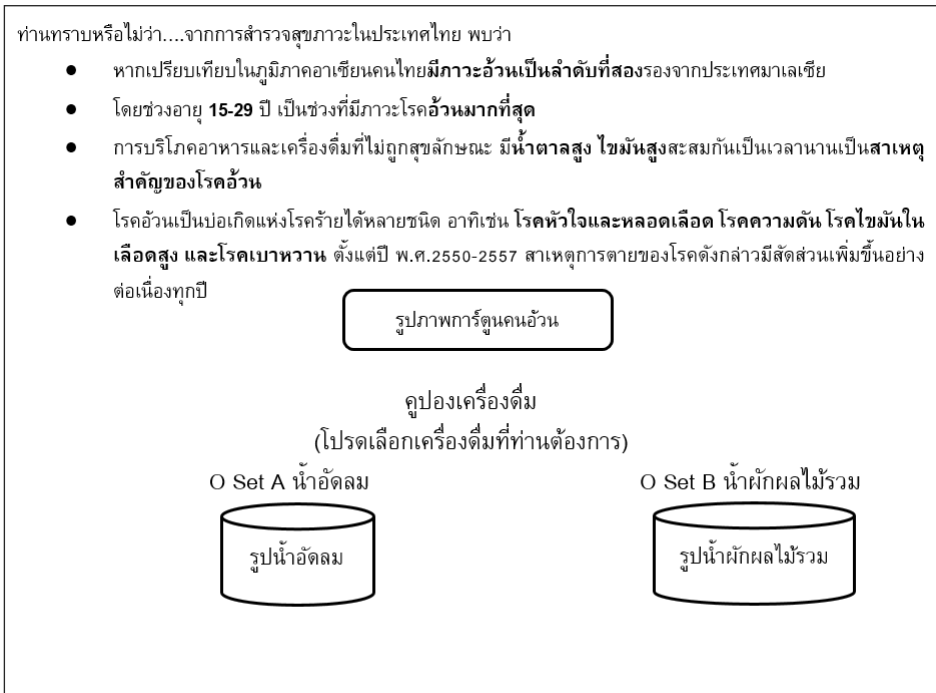 ท่านทราบหรือไม่ว่า....จากการสำรวจสุขภาวะในประเทศไทย พบว่า
● หากเปรียบเทียบในภูมิภาคอาเซียนคนไทยมีภาวะอ้วนเป็นลำดับที่สองรองจากประเทศมาเลเซีย
● โดยช่วงอายุ 15-29 ปี เป็นช่วงที่มีภาวะโรคอ้วนมากที่สุด
● การบริโภคอาหารและเครื่องดื่มที่ไม่ถูกสุขลักษณะ มีน้ำตาลสูง ไขมันสูงสะสมกันเป็นเวลานานเป็นสาเหตุ
สำคัญของโรคอ้วน
● โรคอ้วนเป็นบ่อเกิดแห่งโรคร้ายได้หลายชนิด อาทิเช่น โรคหัวใจและหลอดเลือด โรคความดัน โรคไขมันใน
เลือดสูง และโรคเบาหวาน ตั้งแต่ปี พ.ศ.2550-2557 สาเหตุการตายของโรคดังกล่าวมีสัดส่วนเพิ่มขึ้นอย่าง
ต่อเนื่องทุกปี
รูปภาพการ์ตูนคนอ้วน
คูปองเครื่องดื่ม
(โปรดเลือกเครื่องดื่มที่ท่านต้องการ)
O Set A น้ำอัดลม
O Set B น้ำผักผลไม้รวม
รูปน้ำอัดลม
รูปน้ำผักผลไม้รวม